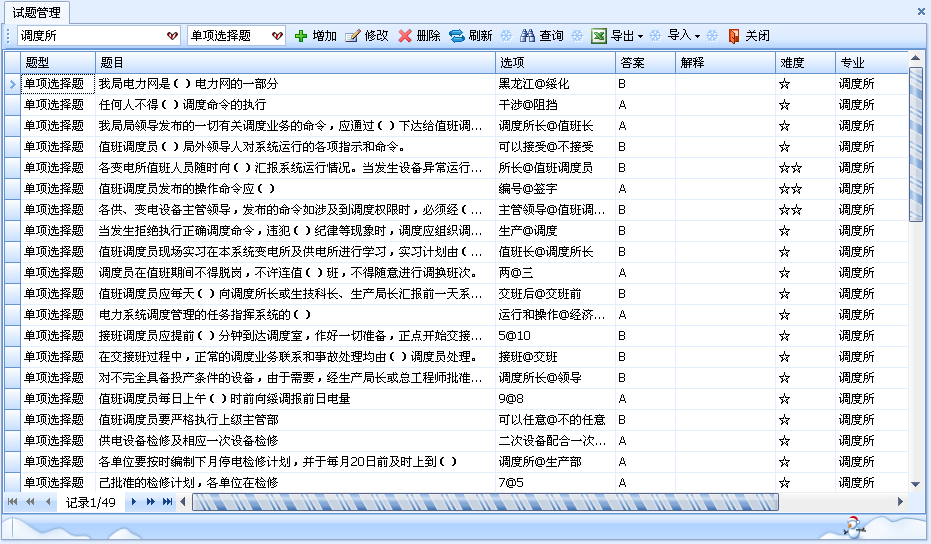 试题管理
调度所 单项选择题 增加 修改 删除 刷新 查询 导出 导入 关闭
题型 题目 选项 答案 解释 难度 专业
单项选择题 我局电力网是()电力网的一部分 黑龙江@绥化 B ☆ 调度所
单项选择题 任何人不得()调度命令的执行 干涉@阻挡 A ☆ 调度所
单项选择题 我局局领导发布的一切有关调度业务的命令，应通过()下达给值班调... 调度所长@值班长 A ☆ 调度所
单项选择题 值班调度员()局外领导人对系统运行的各项指示和命令。 可以接受@不接受 B ☆ 调度所
单项选择题 各变电所值班人员随时向()汇报系统运行情况。当发生设备异常运行... 所长@值班调度员 B ☆☆ 调度所
单项选择题 值班调度员发布的操作命令应() 编号@签字 A ☆☆ 调度所
单项选择题 各供、变电设备主管领导，发布的命令如涉及到调度权限时，必须经(... 主管领导@值班调... B ☆☆ 调度所
单项选择题 当发生拒绝执行正确调度命令，违犯()纪律等现象时，调度应组织调... 生产@调度 B ☆ 调度所
单项选择题 值班调度员现场实习在本系统变电所及供电所进行学习，实习计划由(... 值班长@调度所长 B ☆ 调度所
单项选择题 调度员在值班期间不得脱岗，不许连值()班，不得随意进行调换班次。 两@三 A ☆ 调度所
单项选择题 值班调度员应每天()向调度所长或生技科长、生产局长汇报前一天系... 交班后@交班前 B ☆ 调度所
单项选择题 电力系统调度管理的任务指挥系统的() 运行和操作@经济... A ☆ 调度所
单项选择题 接班调度员应提前()分钟到达调度室，作好一切准备，正点开始交接... 5@10 B ☆ 调度所
单项选择题 在交接班过程中，正常的调度业务联系和事故处理均由()调度员处理。 接班@交班 B ☆ 调度所
单项选择题 对不完全具备投产条件的设备，由于需要，经生产局长或总工程师批准... 调度所长@领导 B ☆ 调度所
单项选择题 值班调度员每日上午()时前向绥调报前日电量 9@8 A ☆ 调度所
单项选择题 值班调度员要严格执行上级主管部 可以任意@不的任意 B ☆ 调度所
单项选择题 供电设备检修及相应一次设备检修 二次设备配合一次... A ☆ 调度所
单项选择题 各单位要按时编制下月停电检修计划，并于每月20日前及时上到() 调度所@生产部 A ☆ 调度所
单项选择题 己批准的检修计划，各单位在检修 7@5 A ☆ 调度所
记录1/49